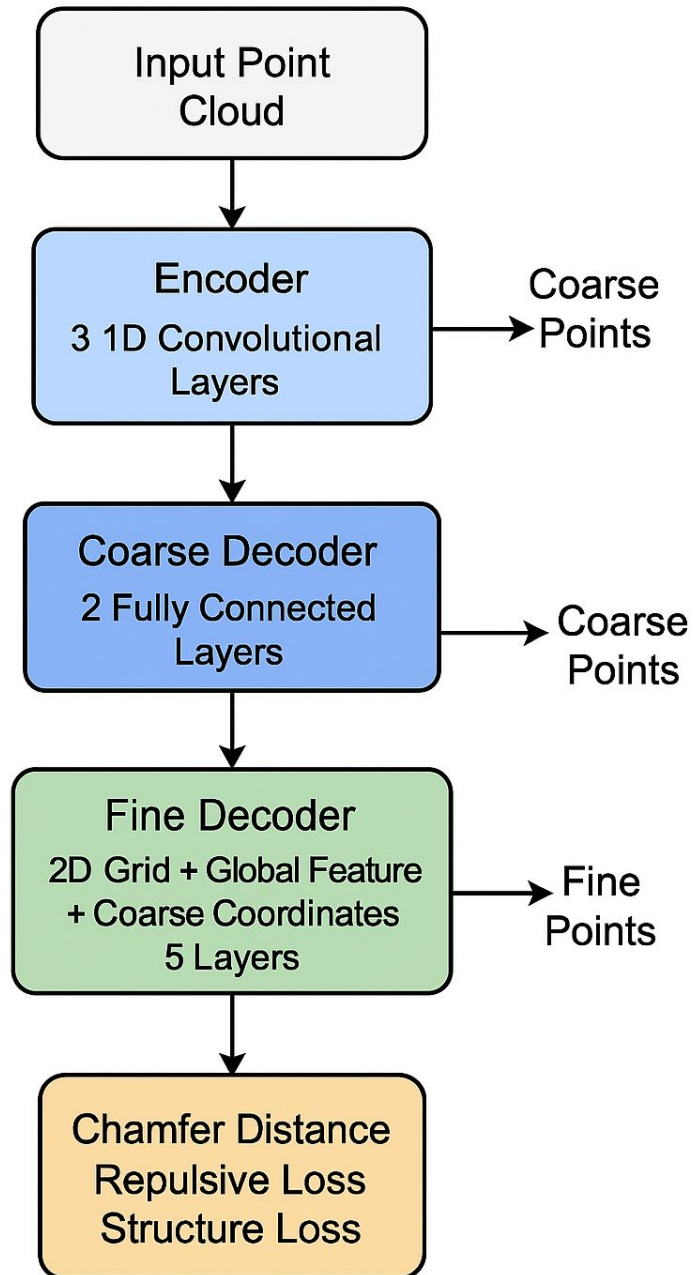 Input Point
Cloud
Encoder
3 1D Convolutional
Layers
Coarse
Points
Coarse Decoder
2 Fully Connected
Layers
Coarse
Points
Fine Decoder
2D Grid + Global Feature
+ Coarse Coordinates
5 Layers
Fine
Points
Chamfer Distance
Repulsive Loss
Structure Loss